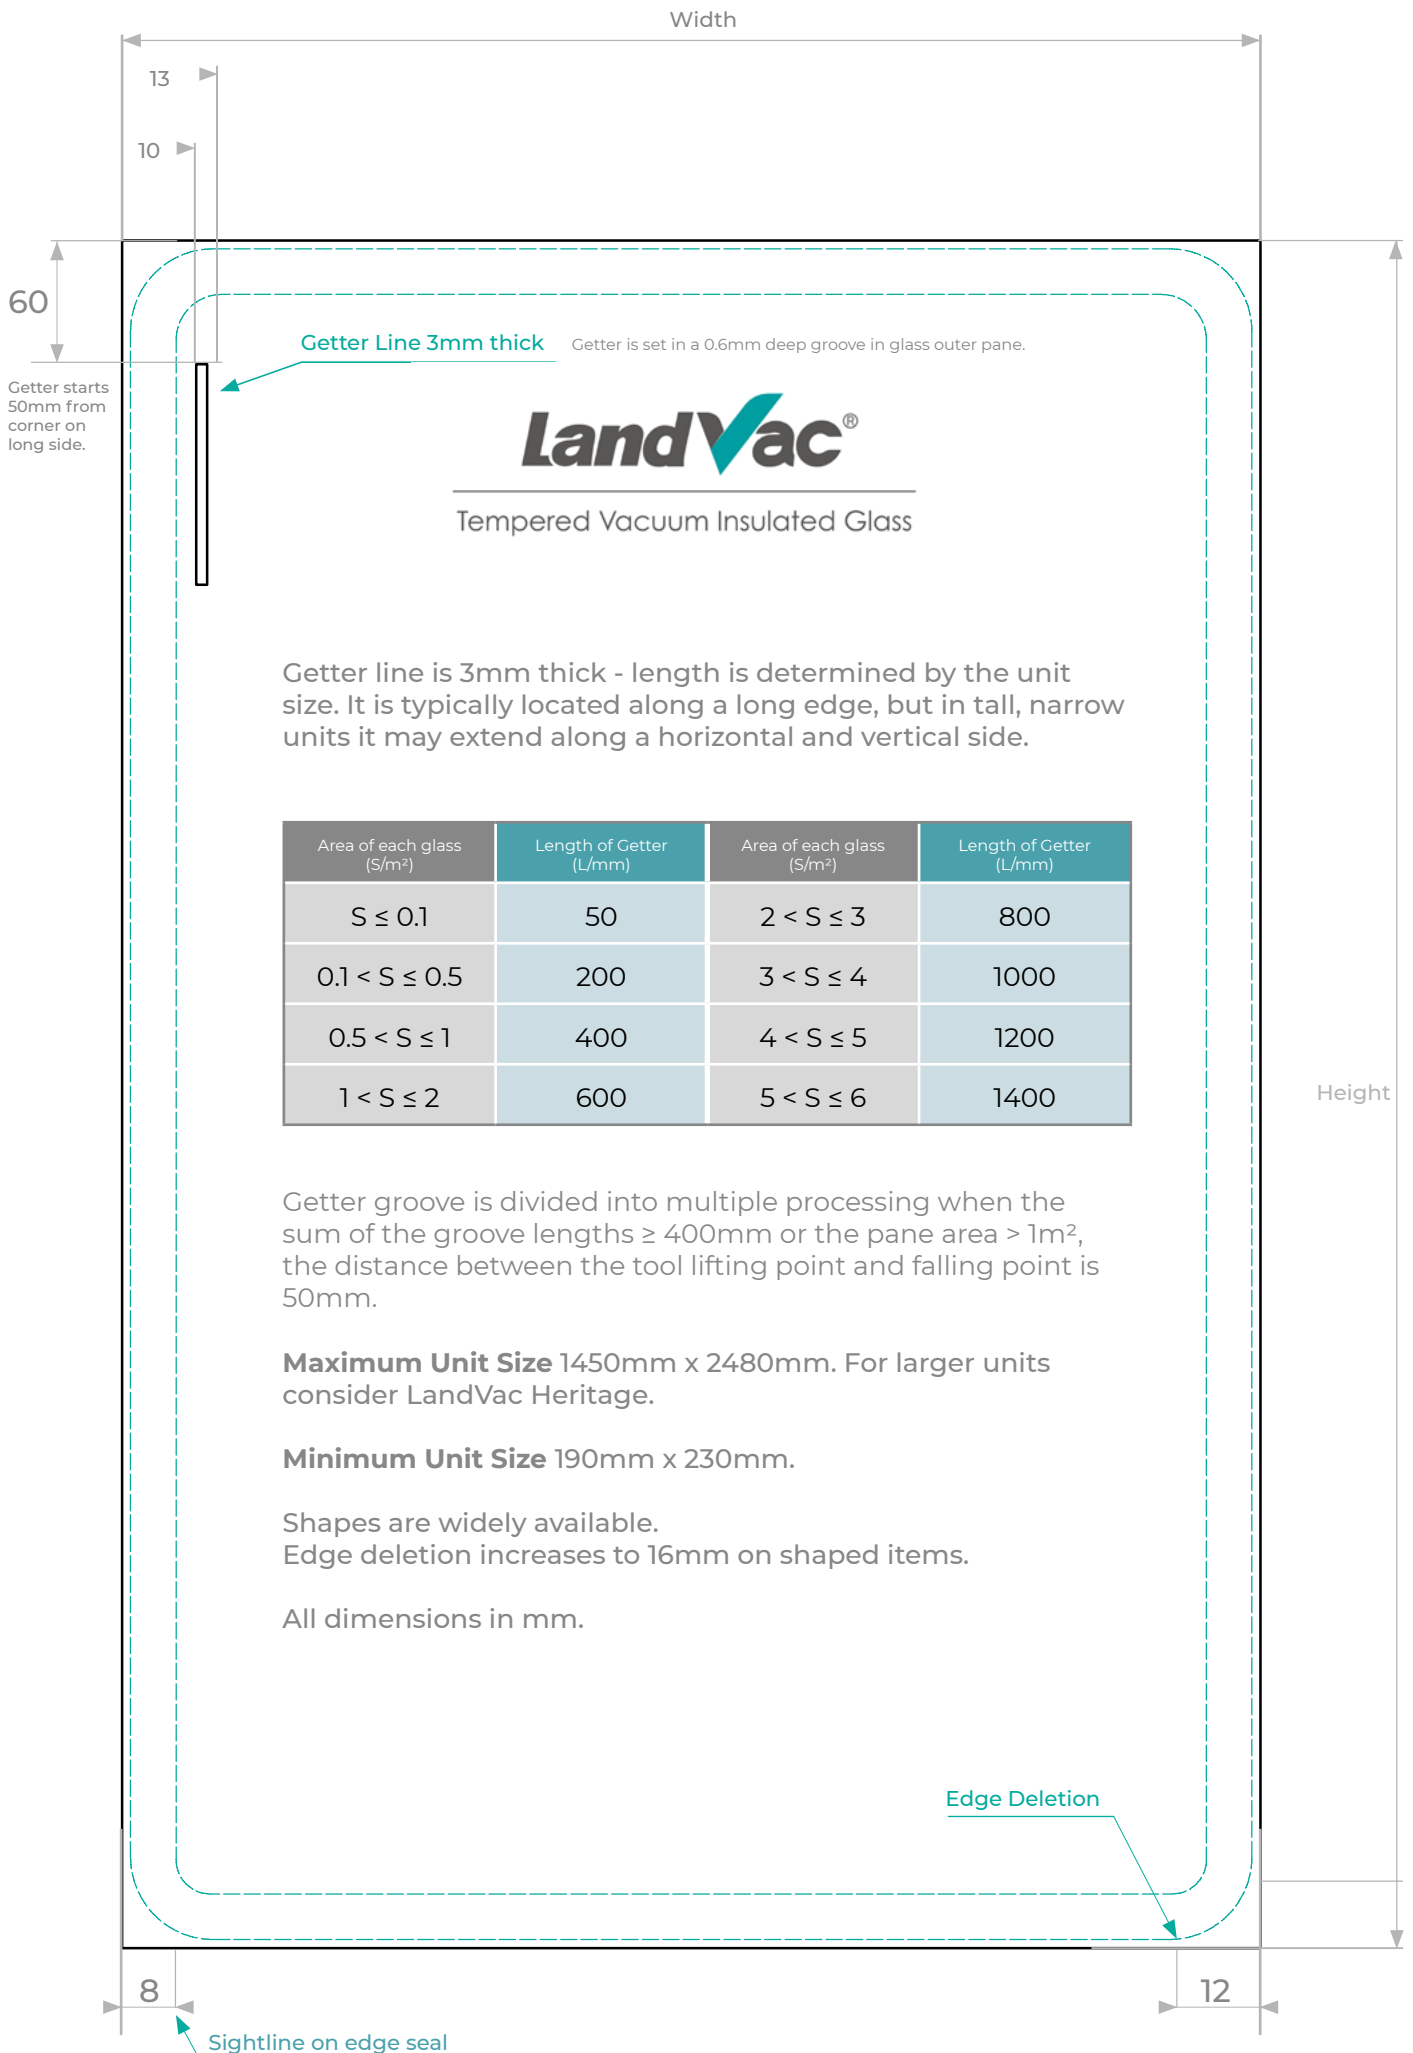 Width
13
10
60
Getter Line 3mm thick
Getter is set in a 0.6mm deep groove in glass outer pane.
Getter starts
50mm from
corner on
long side.
LandVac®
Tempered Vacuum Insulated Glass
Getter line is 3mm thick - length is determined by the unit
size. It is typically located along a long edge, but in tall, narrow
units it may extend along a horizontal and vertical side.
Area of each glass (S/m²) Length of Getter (L/mm) Area of each glass (S/m²) Length of Getter (L/mm)
S ≤ 0.1 50 2 < S ≤ 3 800
0.1 < S ≤ 0.5 200 3 < S ≤ 4 1000
0.5 < S ≤ 1 400 4 < S ≤ 5 1200
1 < S ≤ 2 600 5 < S ≤ 6 1400
Height
Getter groove is divided into multiple processing when the
sum of the groove lengths ≥ 400mm or the pane area > 1m²,
the distance between the tool lifting point and falling point is
50mm.
Maximum Unit Size 1450mm x 2480mm. For larger units
consider LandVac Heritage.
Minimum Unit Size 190mm x 230mm.
Shapes are widely available.
Edge deletion increases to 16mm on shaped items.
All dimensions in mm.
Edge Deletion
8
12
Sightline on edge seal